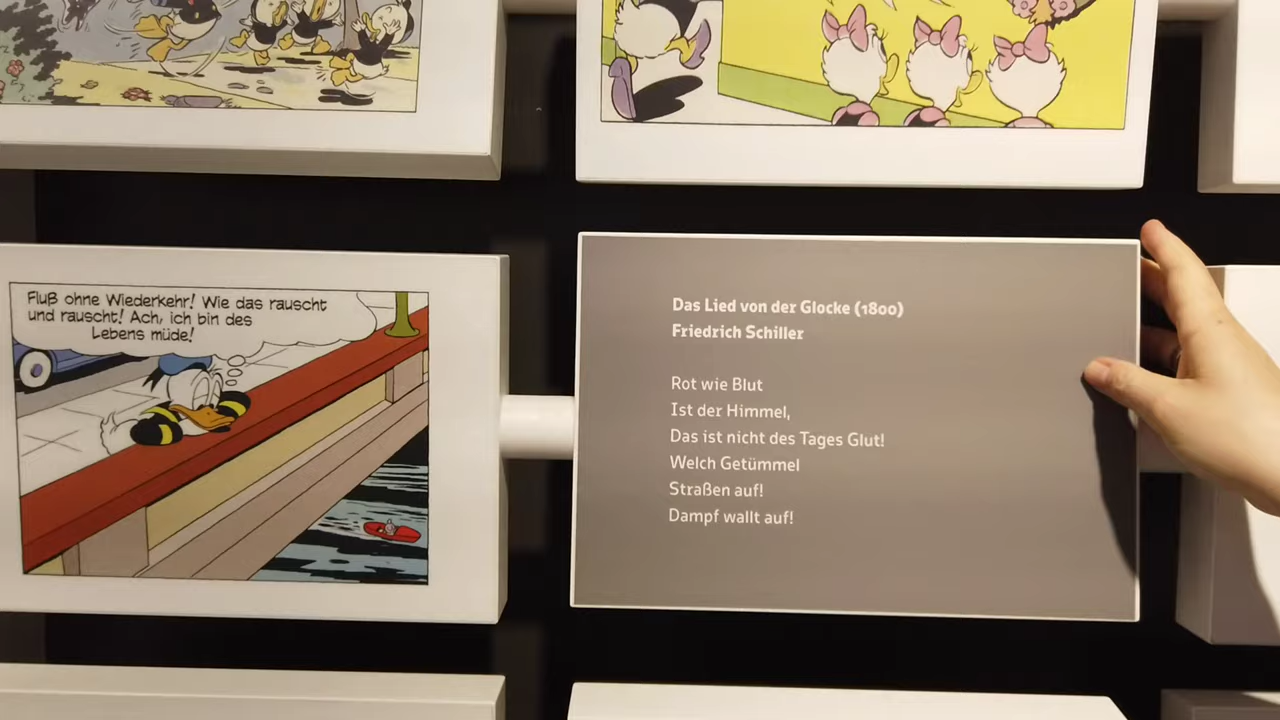 Fluß ohne Wiederkehr! Wie das rauscht
und rauscht! Ach, ich bin des
Lebens müde!
Das Lied von der Glocke (1800)
Friedrich Schiller
Rot wie Blut
Ist der Himmel,
Das ist nicht des Tages Glut!
Welch Getümmel
Straßen auf!
Dampf wallt auf!